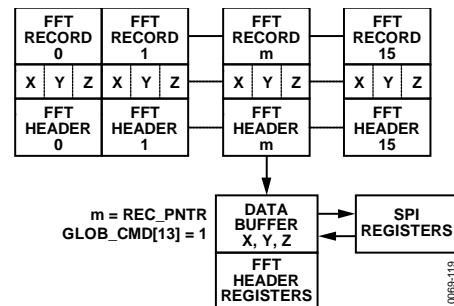 FFT RECORD 0
FFT RECORD 1
FFT RECORD m
FFT RECORD 15
X Y Z X Y Z X Y Z X Y Z
FFT HEADER 0
FFT HEADER 1
FFT HEADER m
FFT HEADER 15
m = REC_PNTR
GLOB_CMD[13] = 1
DATA
BUFFER
X, Y, Z
SPI
REGISTERS
FFT
HEADER
REGISTERS
0069-119